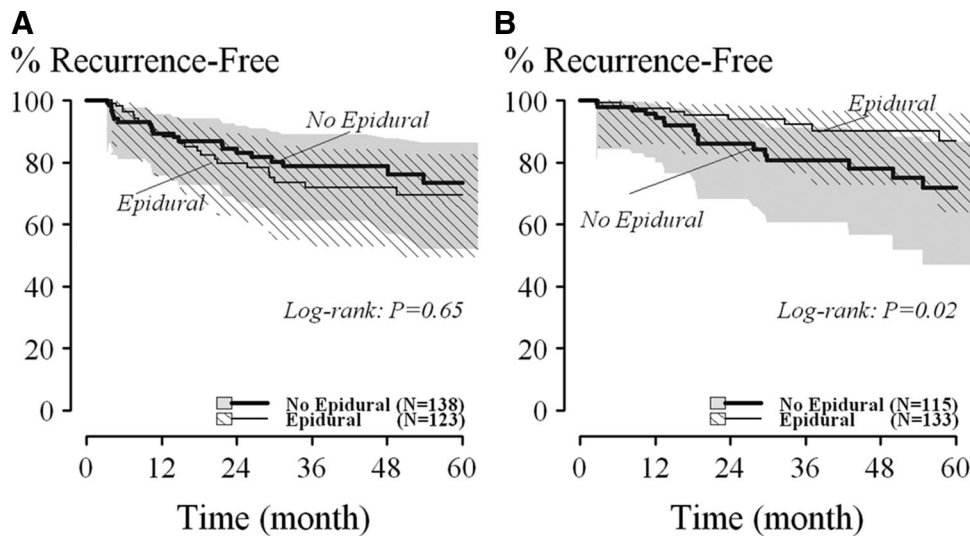 A
% Recurrence-Free
100
80
60
40
20
0
No Epidural
Epidural
Log-rank: P=0.65
No Epidural (N=138)
Epidural (N=123)
0 12 24 36 48 60
Time (month)
B
% Recurrence-Free
100
80
60
40
20
0
Epidural
No Epidural
Log-rank: P=0.02
No Epidural (N=115)
Epidural (N=133)
0 12 24 36 48 60
Time (month)